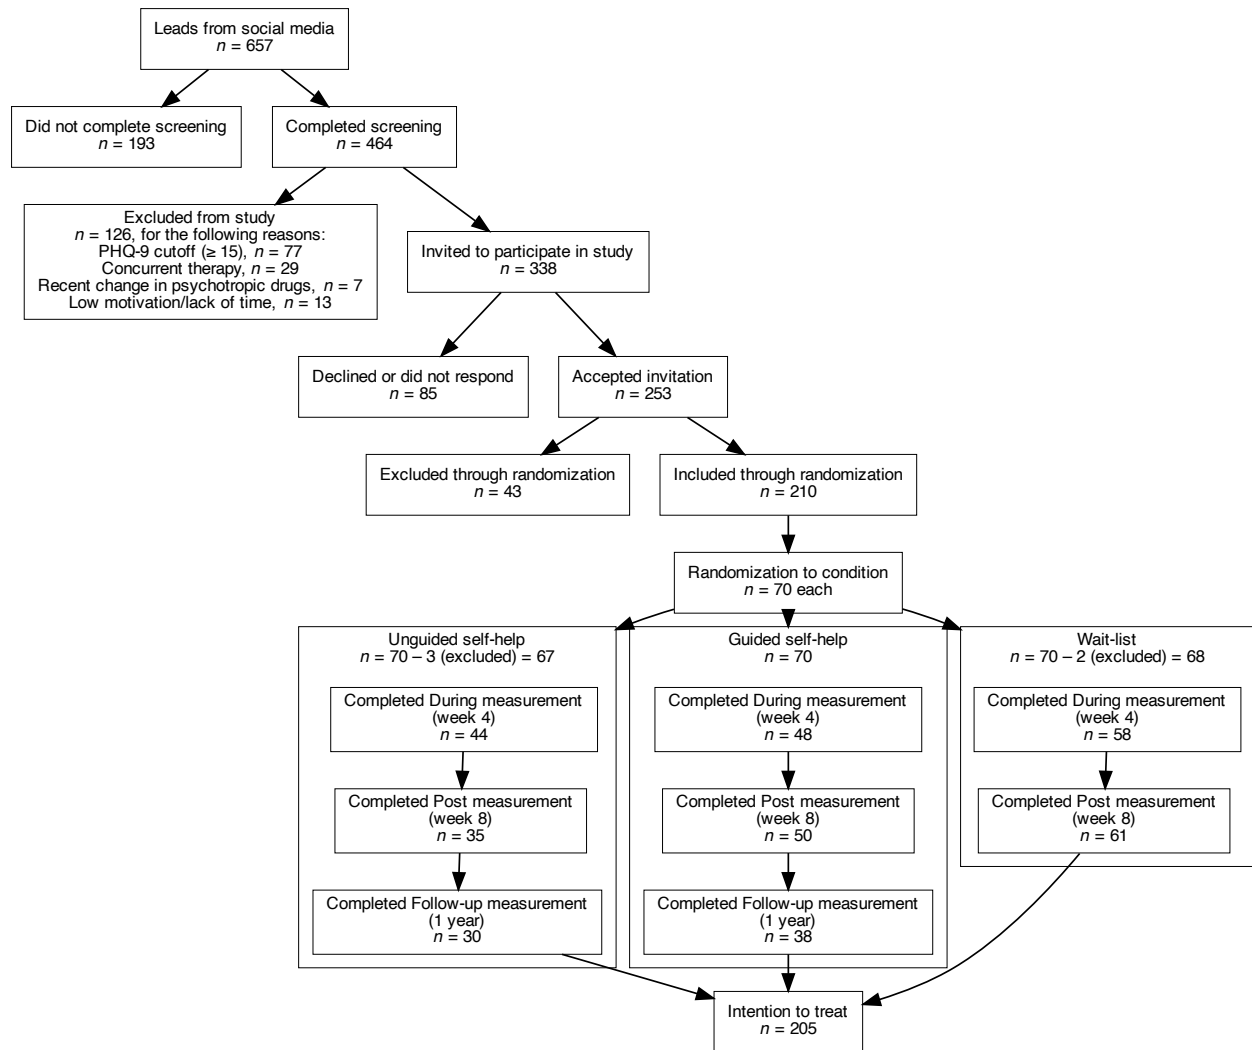 Leads from social media
n = 657
Did not complete screening
n = 193
Completed screening
n = 464
Excluded from study
n = 126, for the following reasons:
PHQ-9 cutoff (≥ 15), n = 77
Concurrent therapy, n = 29
Recent change in psychotropic drugs, n = 7
Low motivation/lack of time, n = 13
Invited to participate in study
n = 338
Declined or did not respond
n = 85
Accepted invitation
n = 253
Excluded through randomization
n = 43
Included through randomization
n = 210
Randomization to condition
n = 70 each
Unguided self-help
n = 70 – 3 (excluded) = 67
Completed During measurement
(week 4)
n = 44
Completed Post measurement
(week 8)
n = 35
Completed Follow-up measurement
(1 year)
n = 30
Guided self-help
n = 70
Completed During measurement
(week 4)
n = 48
Completed Post measurement
(week 8)
n = 50
Completed Follow-up measurement
(1 year)
n = 38
Wait-list
n = 70 – 2 (excluded) = 68
Completed During measurement
(week 4)
n = 58
Completed Post measurement
(week 8)
n = 61
Intention to treat
n = 205